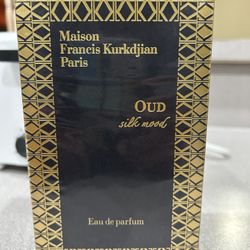 Maison
Francis Kurkdjian
Paris
OUD
silk mood
Eau de parfum